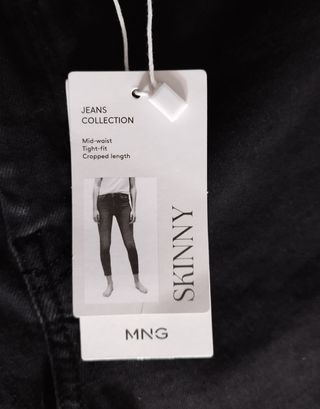 JEANS
COLLECTION
Mid-waist
Tight-fit
Cropped length
SKINNY
MNG